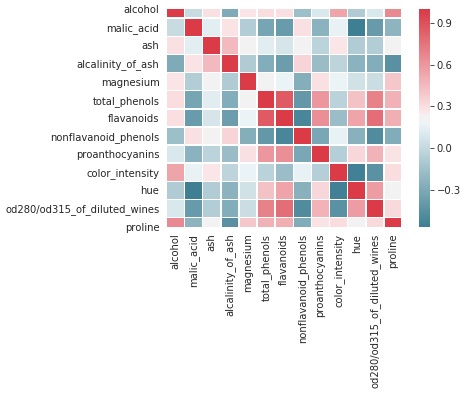 alcohol
malic_acid
ash
alcalinity_of_ash
magnesium
total_phenols
flavanoids
nonflavanoid_phenols
proanthocyanins
color_intensity
hue
od280/od315_of_diluted_wines
proline
alcohol
malic_acid
ash
alcalinity_of_ash
magnesium
total_phenols
flavanoids
nonflavanoid_phenols
proanthocyanins
color_intensity
hue
od280/od315_of_diluted_wines
proline
0.9
0.6
0.3
0.0
−0.3